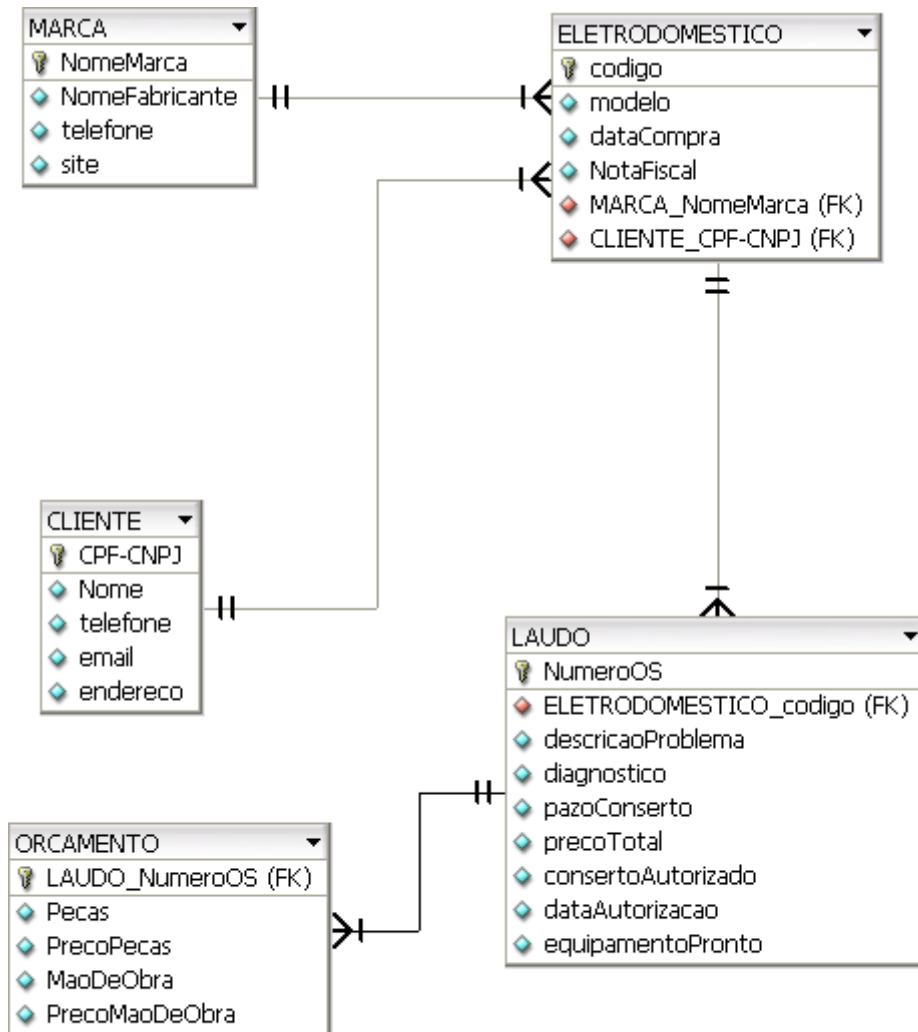 MARCA
NomeMarca
NomeFabricante
telefone
site
ELETRODOMESTICO
codigo
modelo
dataCompra
NotaFiscal
MARCA_NomeMarca (FK)
CLIENTE_CPF-CNPJ (FK)
CLIENTE
CPF-CNPJ
Nome
telefone
email
endereco
LAUDO
NumeroOS
ELETRODOMESTICO_codigo (FK)
descricaoProblema
diagnostico
pazoConserto
precoTotal
consertoAutorizado
dataAutorizacao
equipamentoPronto
ORCAMENTO
LAUDO_NumeroOS (FK)
Pecas
PrecoPecas
MaoDeObra
PrecoMaoDeObra